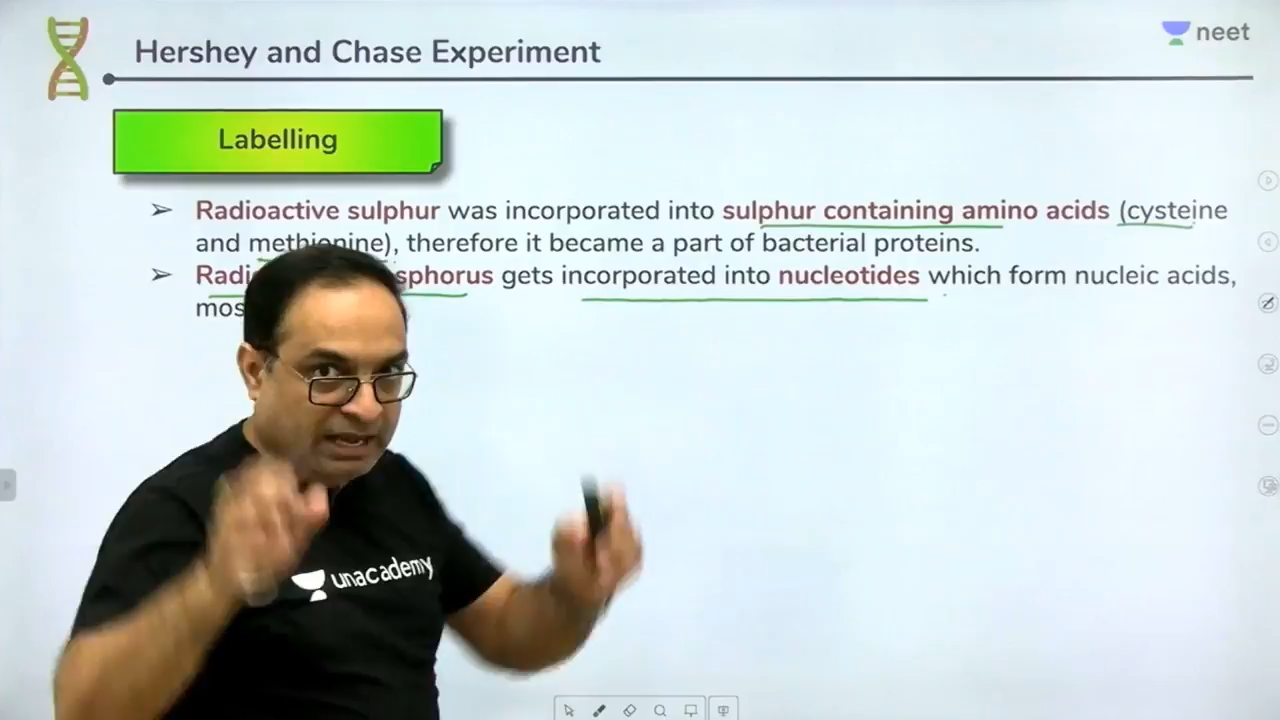 Hershey and Chase Experiment
neet
Labelling
➢ Radioactive sulphur was incorporated into sulphur containing amino acids (cysteine
and methionine), therefore it became a part of bacterial proteins.
➢ gets incorporated into nucleotides which form nucleic acids,
unacademy